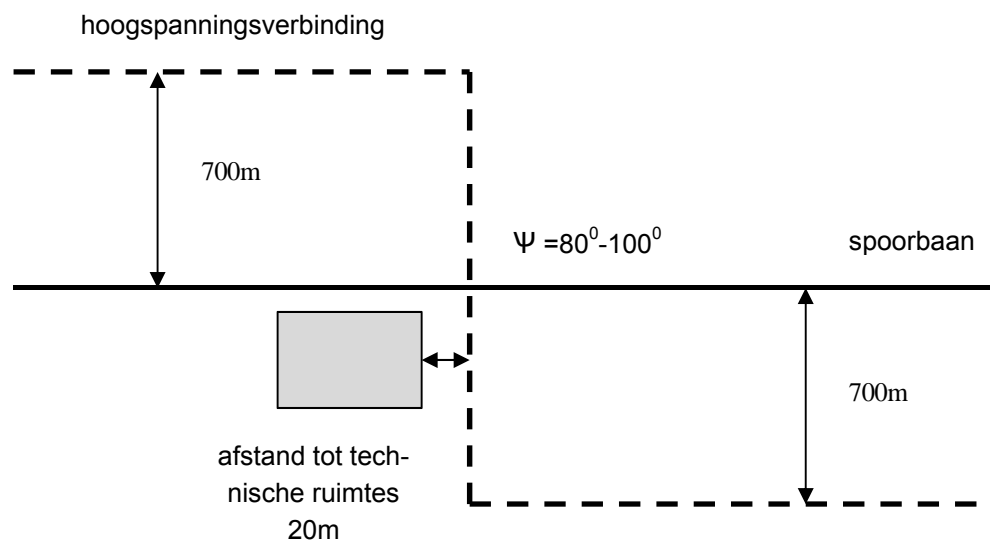 hoogspanningsverbinding
700m
Ψ =80⁰-100⁰
spoorbaan
700m
afstand tot tech-
nische ruimtes
20m